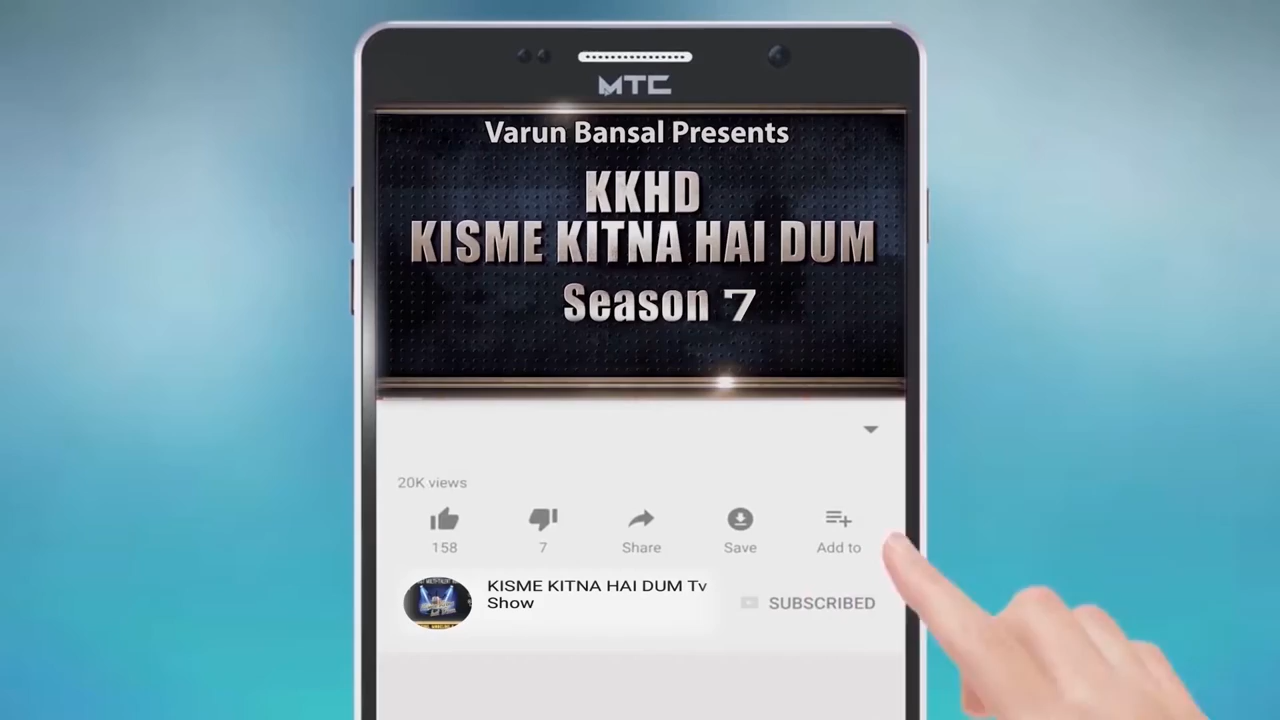 MTC
Varun Bansal Presents
KKHD
KISME KITNA HAI DUM
Season 7
20K views
158
7
Share
Save
Add to
KISME KITNA HAI DUM Tv
Show
SUBSCRIBED